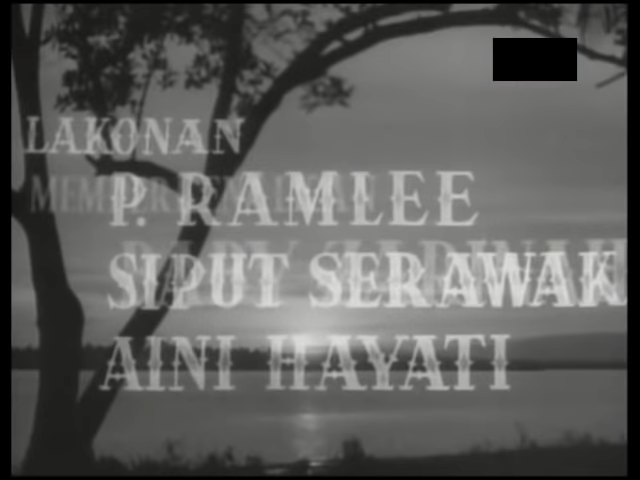 LAKONAN
P. RAMLEE
SIPUT SERAWAK
AINI HAYATI